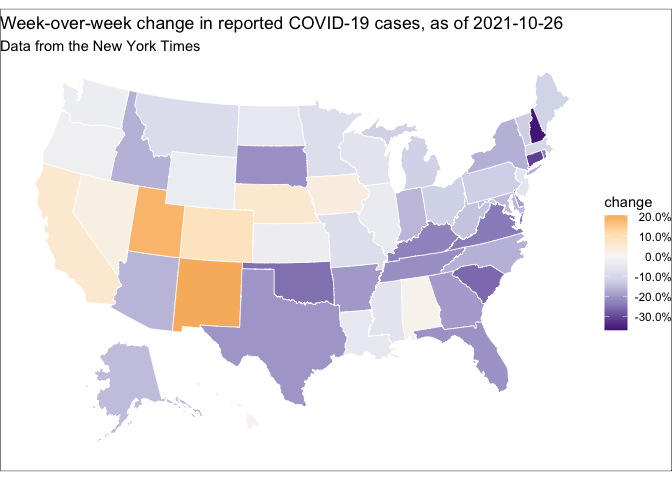 Week-over-week change in reported COVID-19 cases, as of 2021-10-26
Data from the New York Times
change
20.0%
10.0%
0.0%
-10.0%
-20.0%
-30.0%